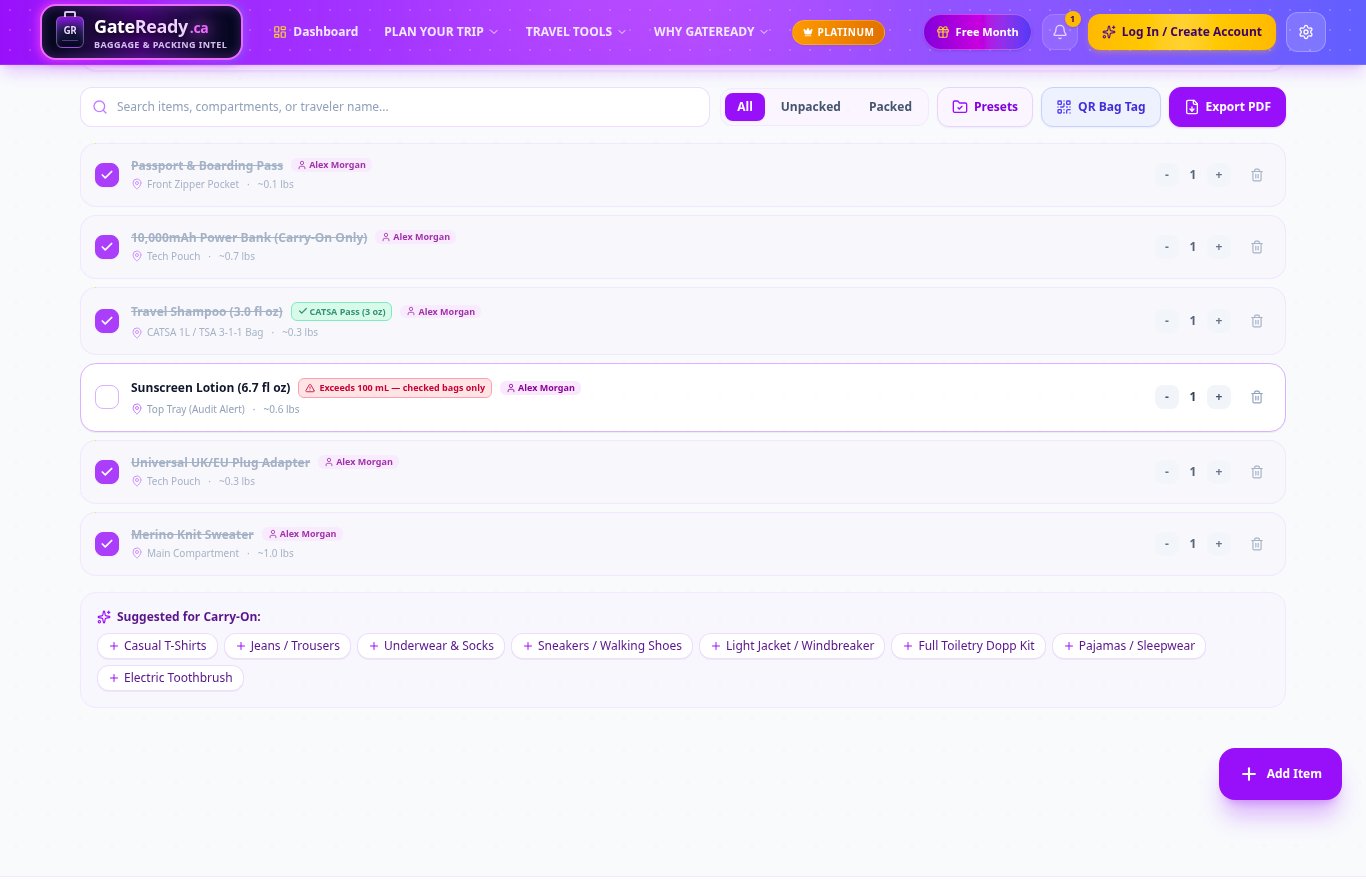 GR
GateReady.ca
BAGGAGE & PACKING INTEL
Dashboard
PLAN YOUR TRIP
TRAVEL TOOLS
WHY GATEREADY
PLATINUM
Free Month
1
Log In / Create Account
Search items, compartments, or traveler name...
All
Unpacked
Packed
Presets
QR Bag Tag
Export PDF
Passport & Boarding Pass Alex Morgan
Front Zipper Pocket · ~0.1 lbs
- 1 +
10,000mAh Power Bank (Carry-On Only) Alex Morgan
Tech Pouch · ~0.7 lbs
- 1 +
Travel Shampoo (3.0 fl oz) CATSA Pass (3 oz) Alex Morgan
CATSA 1L / TSA 3-1-1 Bag · ~0.3 lbs
- 1 +
Sunscreen Lotion (6.7 fl oz) Exceeds 100 mL — checked bags only Alex Morgan
Top Tray (Audit Alert) · ~0.6 lbs
- 1 +
Universal UK/EU Plug Adapter Alex Morgan
Tech Pouch · ~0.3 lbs
- 1 +
Merino Knit Sweater Alex Morgan
Main Compartment · ~1.0 lbs
- 1 +
Suggested for Carry-On:
+ Casual T-Shirts
+ Jeans / Trousers
+ Underwear & Socks
+ Sneakers / Walking Shoes
+ Light Jacket / Windbreaker
+ Full Toiletry Dopp Kit
+ Pajamas / Sleepwear
+ Electric Toothbrush
+ Add Item